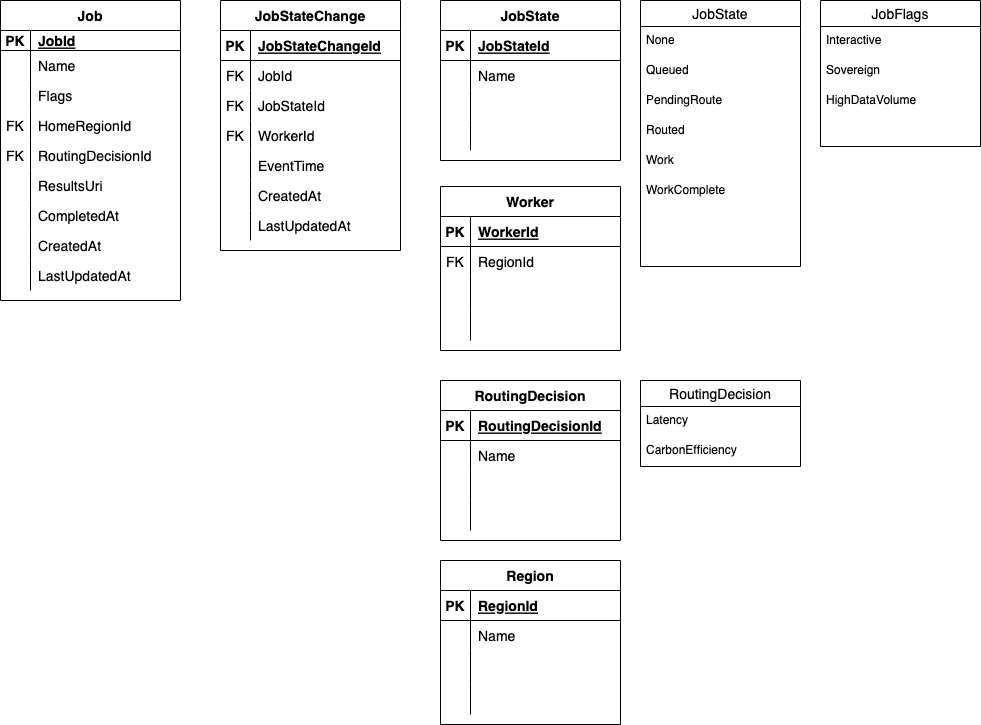 Job
PK JobId
Name
Flags
FK HomeRegionId
FK RoutingDecisionId
ResultsUri
CompletedAt
CreatedAt
LastUpdatedAt
JobStateChange
PK JobStateChangeId
FK JobId
FK JobStateId
FK WorkerId
EventTime
CreatedAt
LastUpdatedAt
JobState
PK JobStateId
Name
Worker
PK WorkerId
FK RegionId
RoutingDecision
PK RoutingDecisionId
Name
Region
PK RegionId
Name
JobState
None
Queued
PendingRoute
Routed
Work
WorkComplete
RoutingDecision
Latency
CarbonEfficiency
JobFlags
Interactive
Sovereign
HighDataVolume